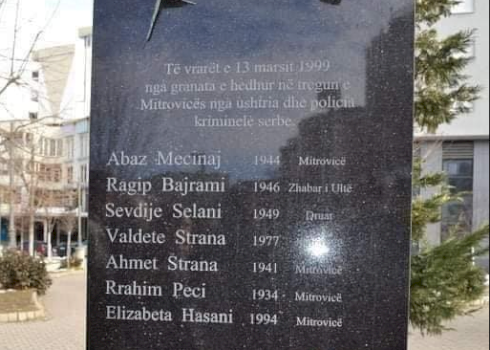 Të vrarët e 13 marsit 1999
nga granata e hedhur në tregun e
Mitrovicës nga ushtria dhe policia
kriminele serbe.
Abaz Mecinaj 1944 Mitrovicë
Ragip Bajrami 1946 Zhabar i Ultë
Sevdije Selani 1949 Druat
Valdete Strana 1977
Ahmet Strana 1941 Mitrovicë
Rrahim Peci 1934 Mitrovicë
Elizabeta Hasani 1994 Mitrovicë